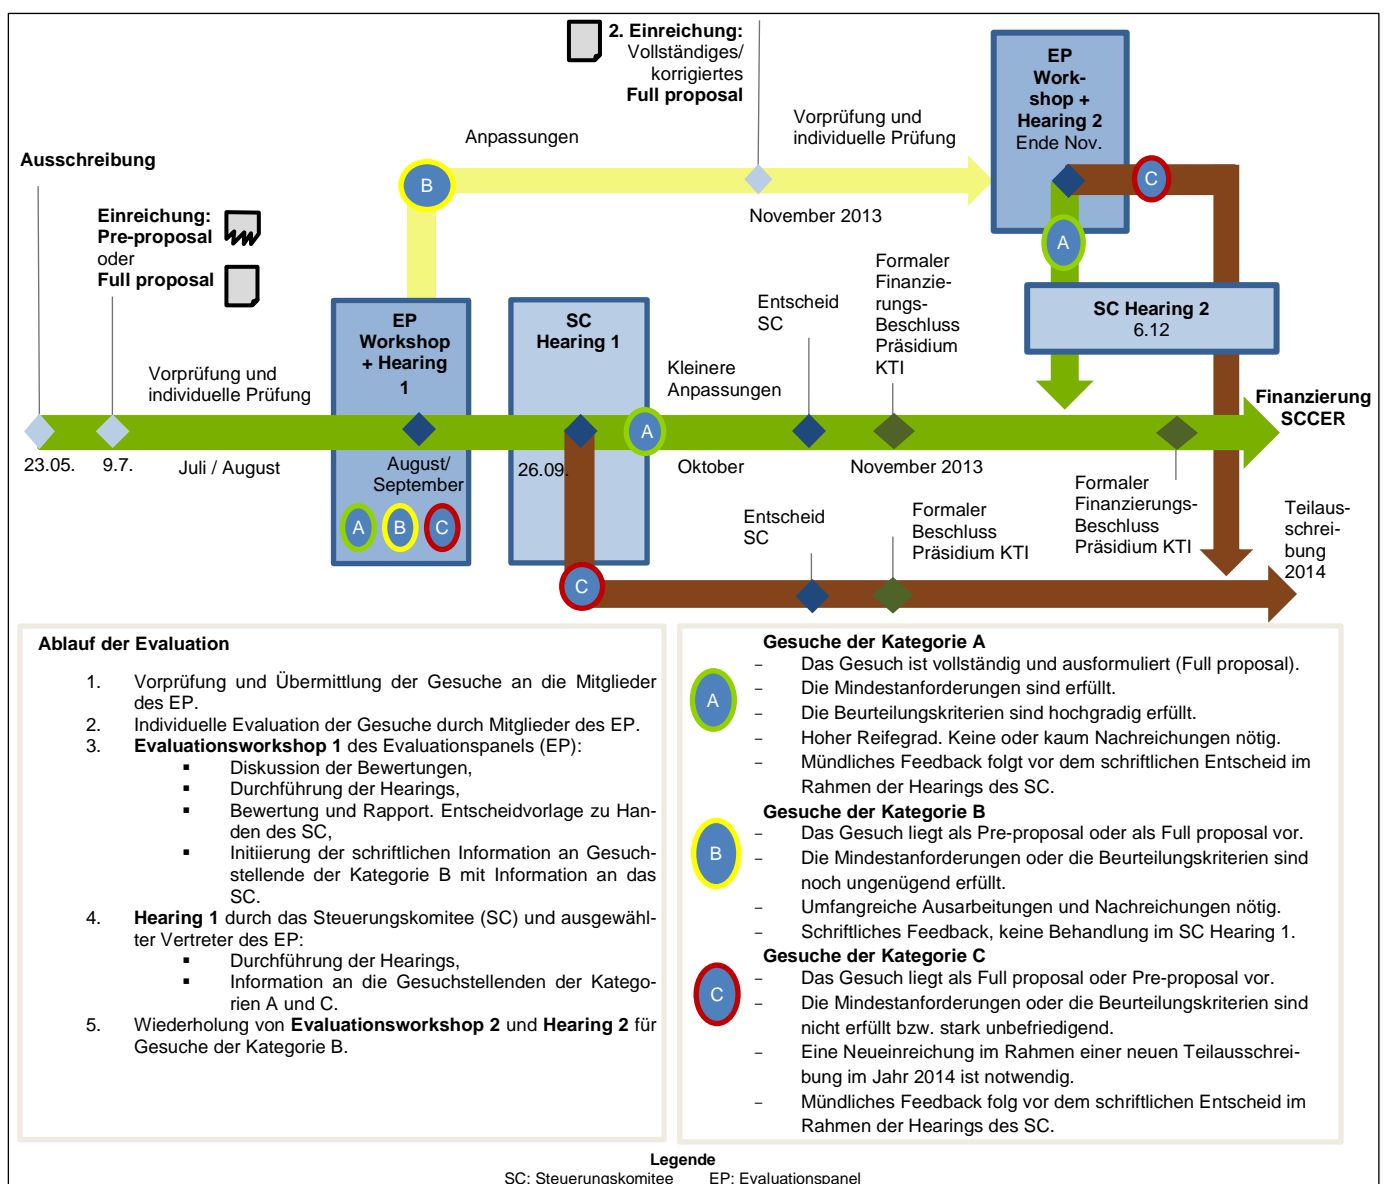 2. Einreichung:
Vollständiges/
korrigiertes
Full proposal
EP
Work-
shop +
Hearing 2
Ende Nov.
Anpassungen
Vorprüfung und
individuelle Prüfung
Ausschreibung
B
C
Einreichung:
Pre-proposal
oder
Full proposal
November 2013
A
Formaler
Finanzie-
rungs-
Beschluss
Präsidium
KTI
Entscheid
SC
SC Hearing 2
6.12
EP
Workshop
+ Hearing
1
SC
Hearing 1
Kleinere
Anpassungen
Vorprüfung und
individuelle Prüfung
Finanzierung
SCCER
A
23.05.
9.7.
Juli / August
August/
September
26.09.
Oktober
November 2013
Formaler
Finanzierungs-
Beschluss
Präsidium KTI
A
B
C
Entscheid
SC
Formaler
Beschluss
Präsidium KTI
Teilaus-
schrei-
bung
2014
C
Ablauf der Evaluation
1. Vorprüfung und Übermittlung der Gesuche an die Mitglieder
des EP.
2. Individuelle Evaluation der Gesuche durch Mitglieder des EP.
3. Evaluationsworkshop 1 des Evaluationspanels (EP):
▪ Diskussion der Bewertungen,
▪ Durchführung der Hearings,
▪ Bewertung und Rapport. Entscheidvorlage zu Han-
den des SC,
▪ Initiierung der schriftlichen Information an Gesuch-
stellende der Kategorie B mit Information an das
SC.
4. Hearing 1 durch das Steuerungskomitee (SC) und ausgewähl-
ter Vertreter des EP:
▪ Durchführung der Hearings,
▪ Information an die Gesuchstellenden der Katego-
rien A und C.
5. Wiederholung von Evaluationsworkshop 2 und Hearing 2 für
Gesuche der Kategorie B.
Gesuche der Kategorie A
A
– Das Gesuch ist vollständig und ausformuliert (Full proposal).
– Die Mindestanforderungen sind erfüllt.
– Die Beurteilungskriterien sind hochgradig erfüllt.
– Hoher Reifegrad. Keine oder kaum Nachreichungen nötig.
– Mündliches Feedback folgt vor dem schriftlichen Entscheid im
Rahmen der Hearings des SC.
Gesuche der Kategorie B
B
– Das Gesuch liegt als Pre-proposal oder als Full proposal vor.
– Die Mindestanforderungen oder die Beurteilungskriterien sind
noch ungenügend erfüllt.
– Umfangreiche Ausarbeitungen und Nachreichungen nötig.
– Schriftliches Feedback, keine Behandlung im SC Hearing 1.
Gesuche der Kategorie C
C
– Das Gesuch liegt als Full proposal oder Pre-proposal vor.
– Die Mindestanforderungen oder die Beurteilungskriterien sind
nicht erfüllt bzw. stark unbefriedigend.
– Eine Neueinreichung im Rahmen einer neuen Teilausschrei-
bung im Jahr 2014 ist notwendig.
– Mündliches Feedback folg vor dem schriftlichen Entscheid im
Rahmen der Hearings des SC.
Legende
SC: Steuerungskomitee EP: Evaluationspanel